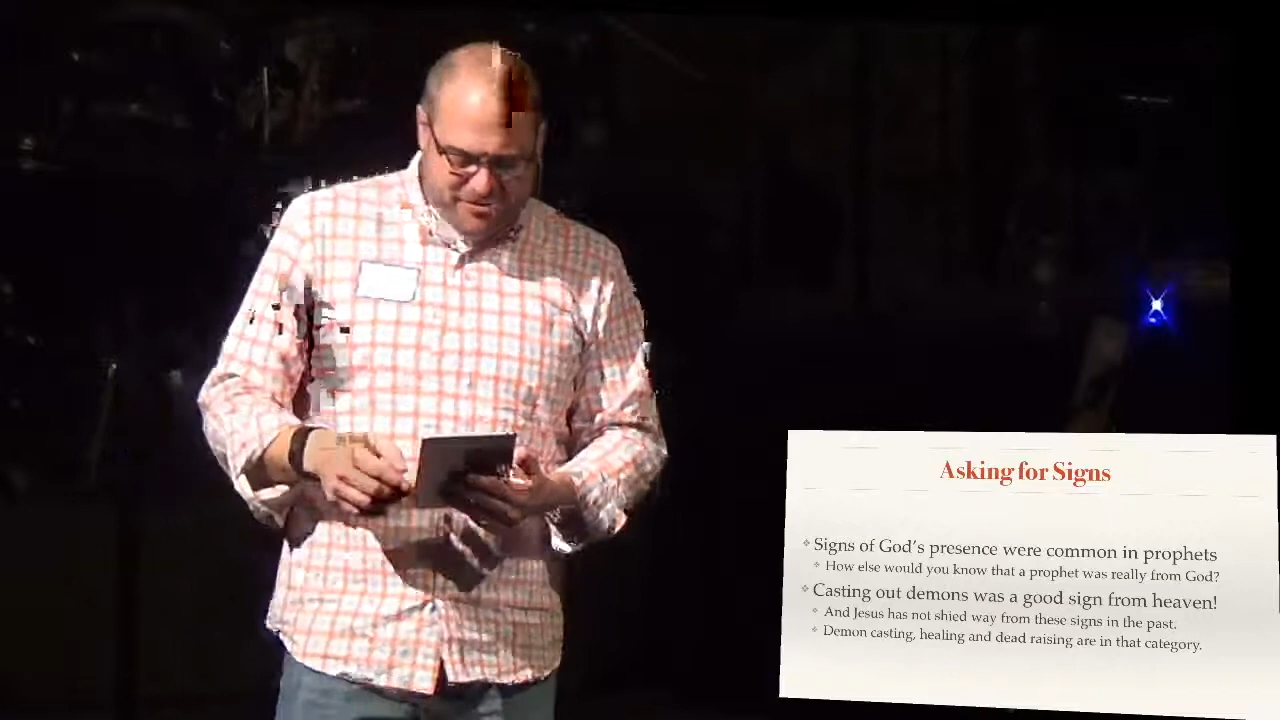 Asking for Signs
Signs of God's presence were common in prophets
How else would you know that a prophet was really from God?
Casting out demons was a good sign from heaven!
And Jesus has not shied way from these signs in the past.
Demon casting, healing and dead raising are in that category.